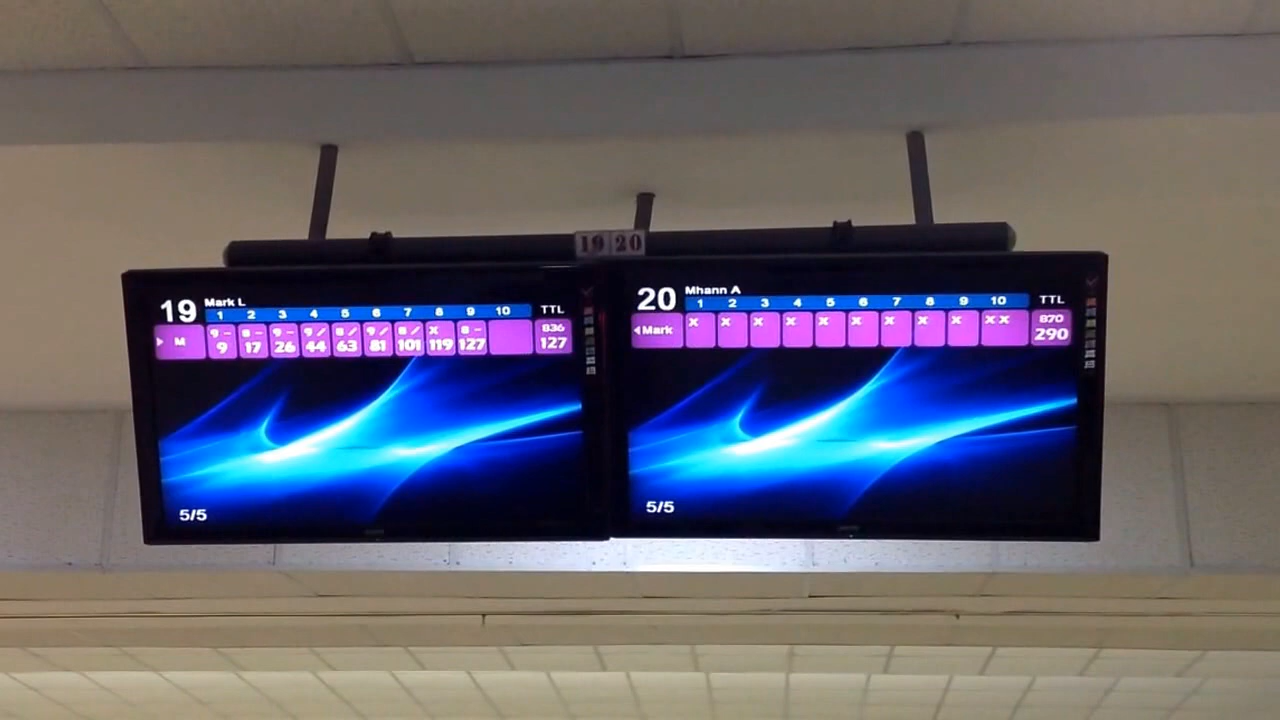 19 20
19 Mark L
1 2 3 4 5 6 7 8 9 10 TTL
9 - 8 - 9 - 9 / 8 / 9 / 8 / X 8 - 836
M 9 17 26 44 63 81 101 119 127 127
5/5
20 Mhann A
1 2 3 4 5 6 7 8 9 10 TTL
X X X X X X X X X X X 870
Mark 290
5/5